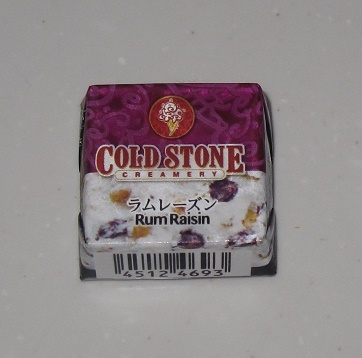 COLD STONE
CREAMERY
ラムレーズン
Rum Raisin
4512 4693